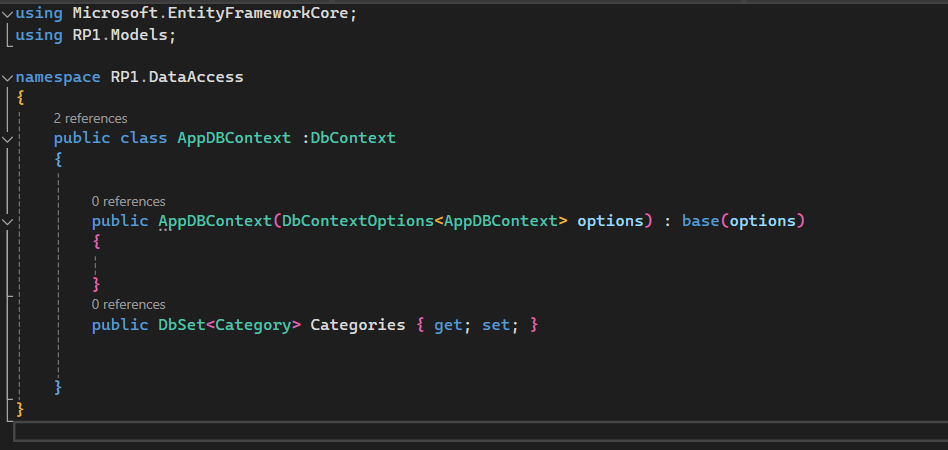 using Microsoft.EntityFrameworkCore;
using RP1.Models;
namespace RP1.DataAccess
{
2 references
public class AppDBContext :DbContext
{
0 references
public AppDBContext(DbContextOptions<AppDBContext> options) : base(options)
{
}
0 references
public DbSet<Category> Categories { get; set; }
}
}